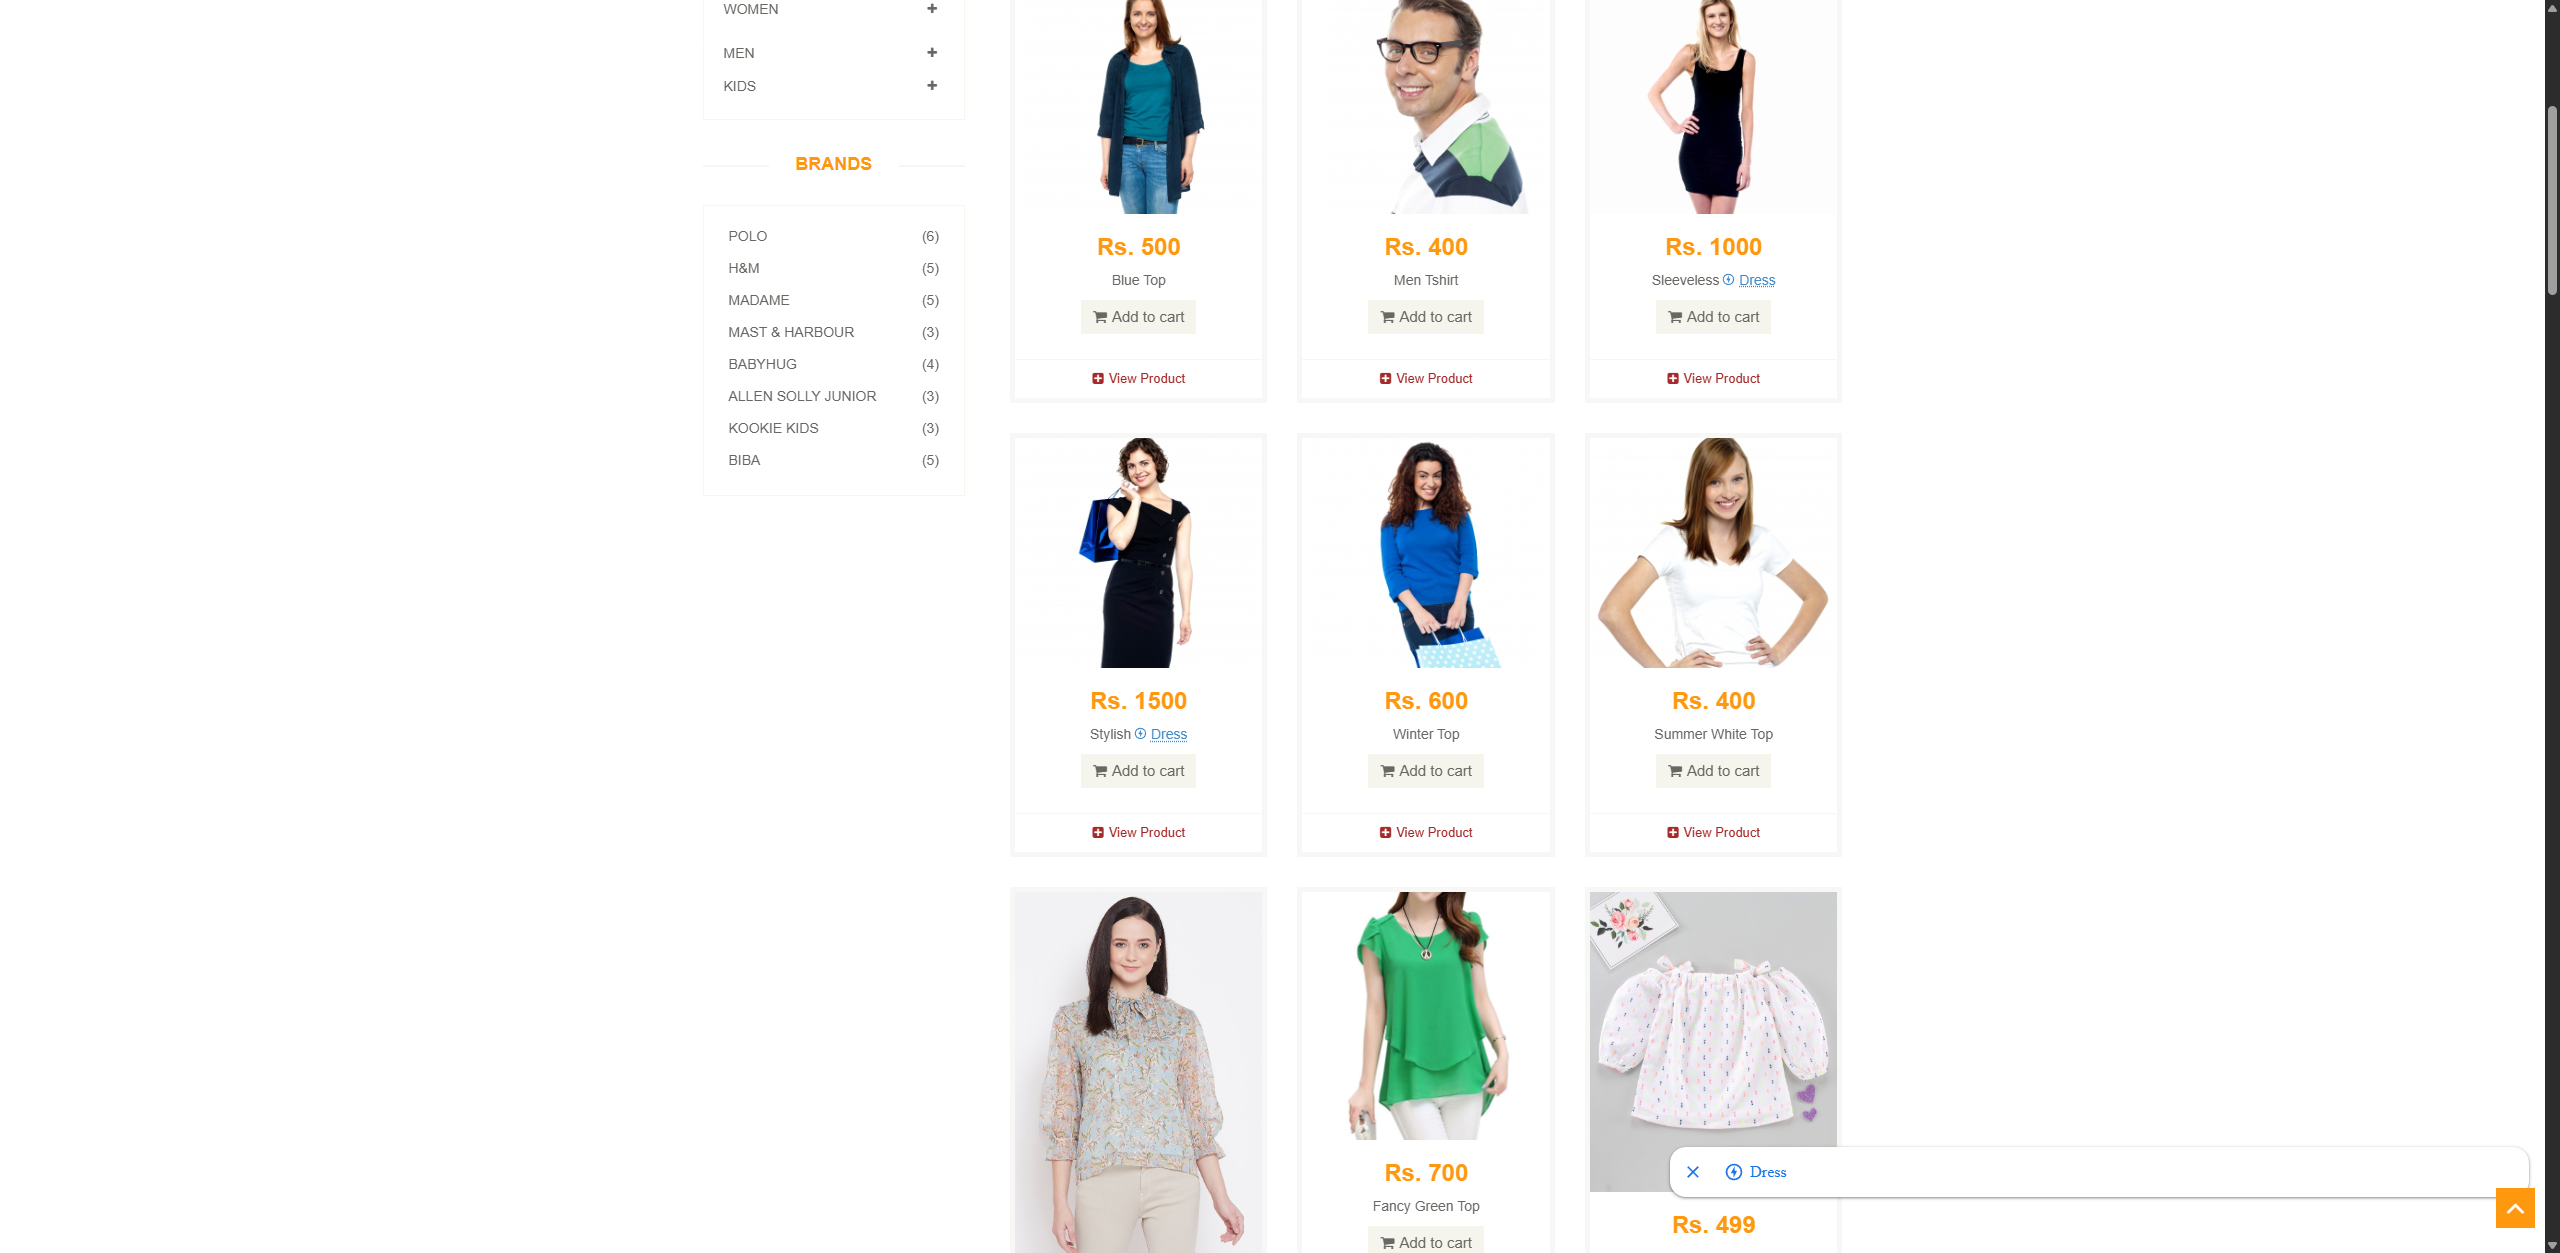 WOMEN
MEN
KIDS
BRANDS
POLO (6)
H&M (5)
MADAME (5)
MAST & HARBOUR (3)
BABYHUG (4)
ALLEN SOLLY JUNIOR (3)
KOOKIE KIDS (3)
BIBA (5)
Rs. 500
Blue Top
Add to cart
View Product
Rs. 400
Men Tshirt
Add to cart
View Product
Rs. 1000
Sleeveless Dress
Add to cart
View Product
Rs. 1500
Stylish Dress
Add to cart
View Product
Rs. 600
Winter Top
Add to cart
View Product
Rs. 400
Summer White Top
Add to cart
View Product
Rs. 700
Fancy Green Top
Add to cart
Rs. 499
Dress